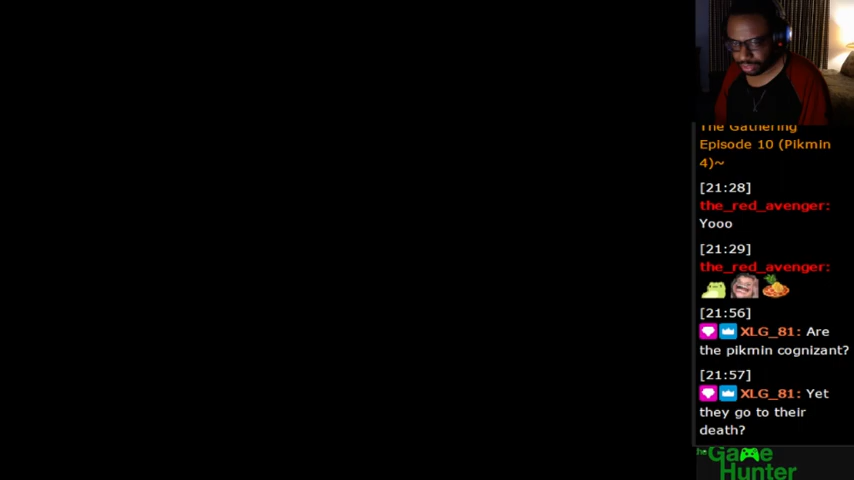 The Gathering
Episode 10 (Pikmin
4)~
[21:28]
the_red_avenger:
Yooo
[21:29]
the_red_avenger:
[21:56]
XLG_81: Are
the pikmin cognizant?
[21:57]
XLG_81: Yet
they go to their
death?
the Game
Hunter